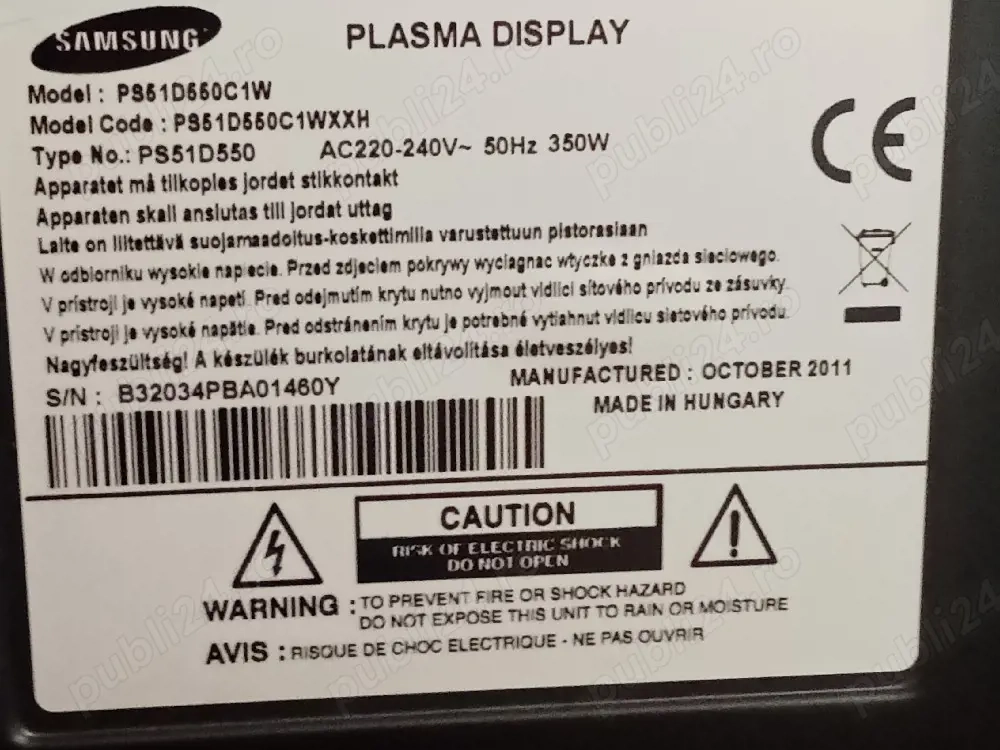 SAMSUNG
PLASMA DISPLAY
Model : PS51D550C1W
Model Code : PS51D550C1WXXH
Type No.: PS51D550 AC220-240V~ 50Hz 350W
Apparatet må tilkoples jordet stikkontakt
Apparaten skall anslutas till jordat uttag
Laite on liitettävä suojamaadoitus-koskettimilla varustettuun pistorasiaan
W odbiorniku wysokie napiecie. Przed zdjeciem pokrywy wyciagnac wtyczke z gniazda sieciowego.
V prístroji je vysoké napetí. Pred odejmutím krytu nutno vyjmout vidlici sítového prívodu ze zásuvky.
V prístroji je vysoké napätie. Pred odstránením krytu je potrebné vytiahnut vidlicu sietového prívodu.
Nagyfeszültség! A készülék burkolatának eltávolítása életveszélyes!
S/N : B32034PBA01460Y
MANUFACTURED : OCTOBER 2011
MADE IN HUNGARY
CE
CAUTION
RISK OF ELECTRIC SHOCK
DO NOT OPEN
WARNING : TO PREVENT FIRE OR SHOCK HAZARD
DO NOT EXPOSE THIS UNIT TO RAIN OR MOISTURE
AVIS : RISQUE DE CHOC ELECTRIQUE - NE PAS OUVRIR
publi24.ro